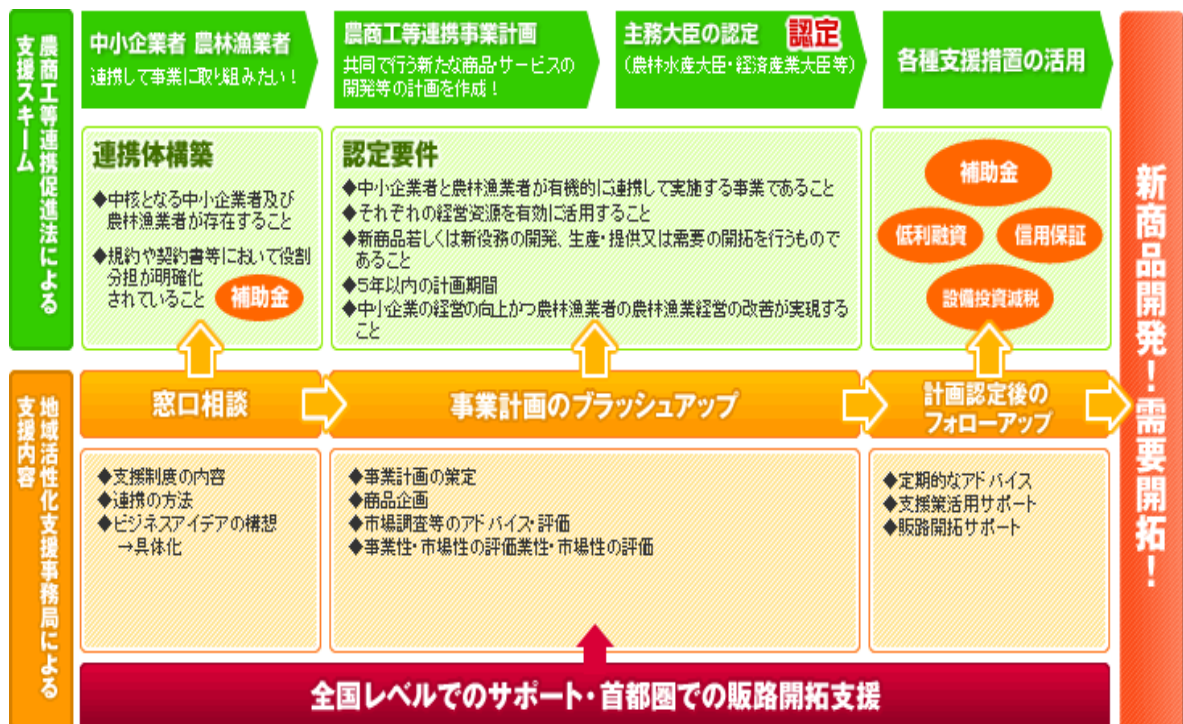 農商工等連携促進法による
支援スキーム
中小企業者 農林漁業者
連携して事業に取り組みたい！
農商工等連携事業計画
共同で行う新たな商品・サービスの
開発等の計画を作成！
主務大臣の認定 認定
（農林水産大臣・経済産業大臣等）
各種支援措置の活用
連携体構築
◆中核となる中小企業者及び
農林漁業者が存在すること
◆規約や契約書等において役割
分担が明確化
されていること
補助金
認定要件
◆中小企業者と農林漁業者が有機的に連携して実施する事業であること
◆それぞれの経営資源を有効に活用すること
◆新商品若しくは新役務の開発、生産・提供又は需要の開拓を行うもので
あること
◆5年以内の計画期間
◆中小企業の経営の向上かつ農林漁業者の農林漁業経営の改善が実現する
こと
補助金
低利融資
信用保証
設備投資減税
地域活性化支援事務局による
支援内容
窓口相談
事業計画のブラッシュアップ
計画認定後の
フォローアップ
◆支援制度の内容
◆連携の方法
◆ビジネスアイデアの構想
→具体化
◆事業計画の策定
◆商品企画
◆市場調査等のアドバイス・評価
◆事業性・市場性の評価業性・市場性の評価
◆定期的なアドバイス
◆支援策活用サポート
◆販路開拓サポート
全国レベルでのサポート・首都圏での販路開拓支援
新商品開発！需要開拓！